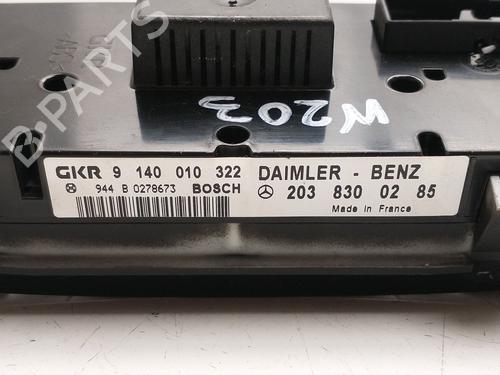 B-PARTS
W203
GKR 9 140 010 322 DAIMLER - BENZ
944 B 0278673 BOSCH 203 830 02 85
Made in France